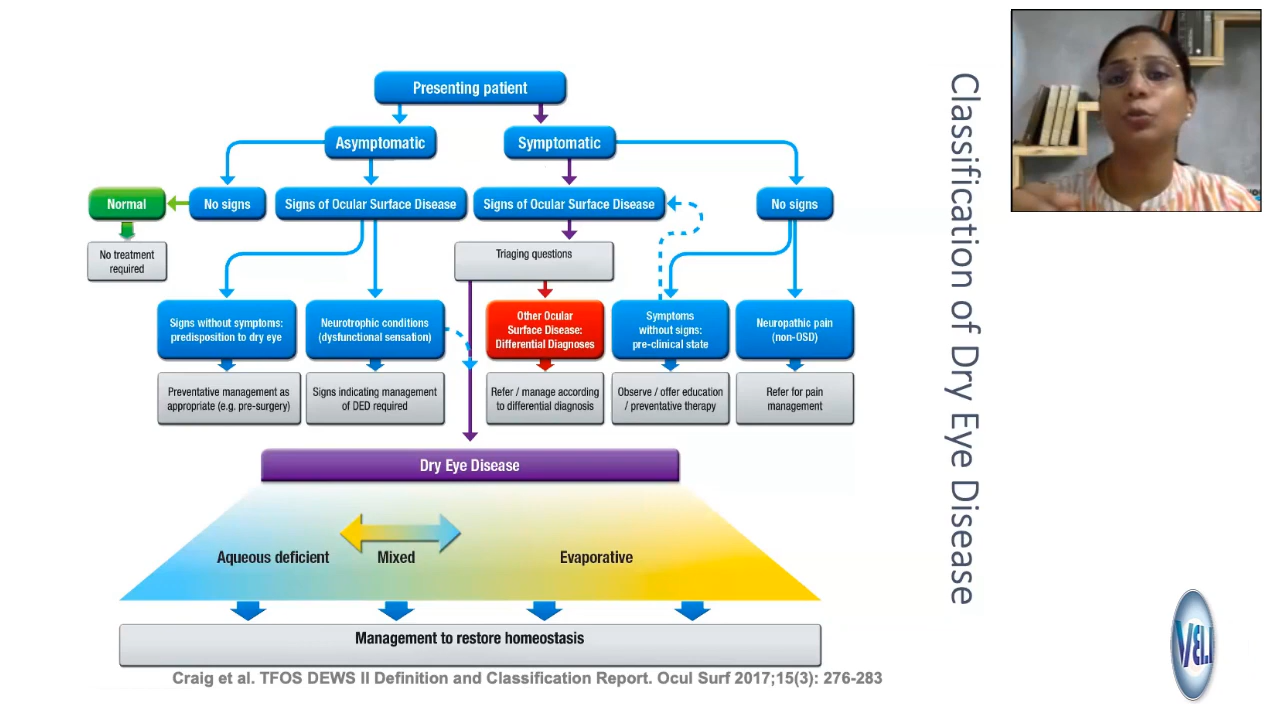 Presenting patient
Asymptomatic
Symptomatic
Normal
No signs
Signs of Ocular Surface Disease
Signs of Ocular Surface Disease
No signs
No treatment
required
Triaging questions
Signs without symptoms:
predisposition to dry eye
Neurotrophic conditions
(dysfunctional sensation)
Other Ocular
Surface Disease:
Differential Diagnoses
Symptoms
without signs:
pre-clinical state
Neuropathic pain
(non-OSD)
Preventative management as
appropriate (e.g. pre-surgery)
Signs indicating management
of DED required
Refer / manage according
to differential diagnosis
Observe / offer education
/ preventative therapy
Refer for pain
management
Dry Eye Disease
Aqueous deficient
Mixed
Evaporative
Management to restore homeostasis
Craig et al. TFOS DEWS II Definition and Classification Report. Ocul Surf 2017;15(3): 276-283
Classification of Dry Eye Disease
VELI